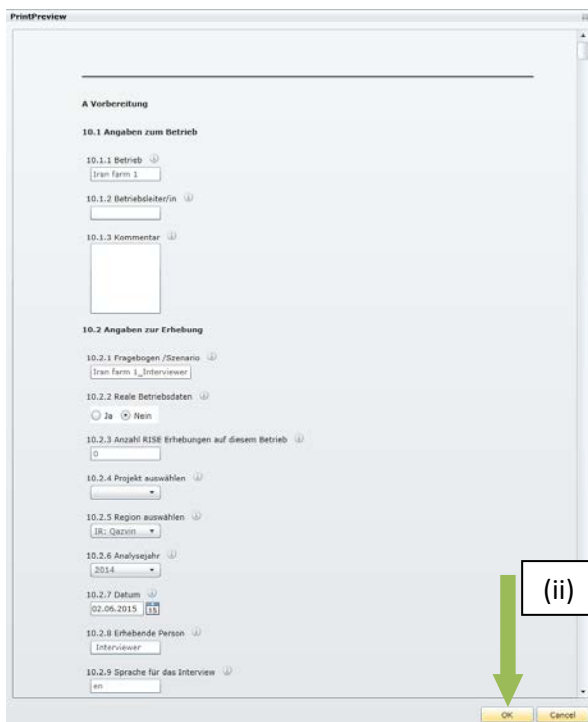 PrintPreview
A Vorbereitung
10.1 Angaben zum Betrieb
10.1.1 Betrieb
Iran farm 1
10.1.2 Betriebsleiter/in
10.1.3 Kommentar
10.2 Angaben zur Erhebung
10.2.1 Fragebogen /Szenario
Iran farm 1_Interviewer
10.2.2 Reale Betriebsdaten
Ja Nein
10.2.3 Anzahl RISE Erhebungen auf diesem Betrieb
0
10.2.4 Projekt auswählen
10.2.5 Region auswählen
IR: Qazvin
10.2.6 Analysejahr
2014
10.2.7 Datum
02.06.2015 15
(ii)
10.2.8 Erhebende Person
Interviewer
10.2.9 Sprache für das Interview
en
OK Cancel